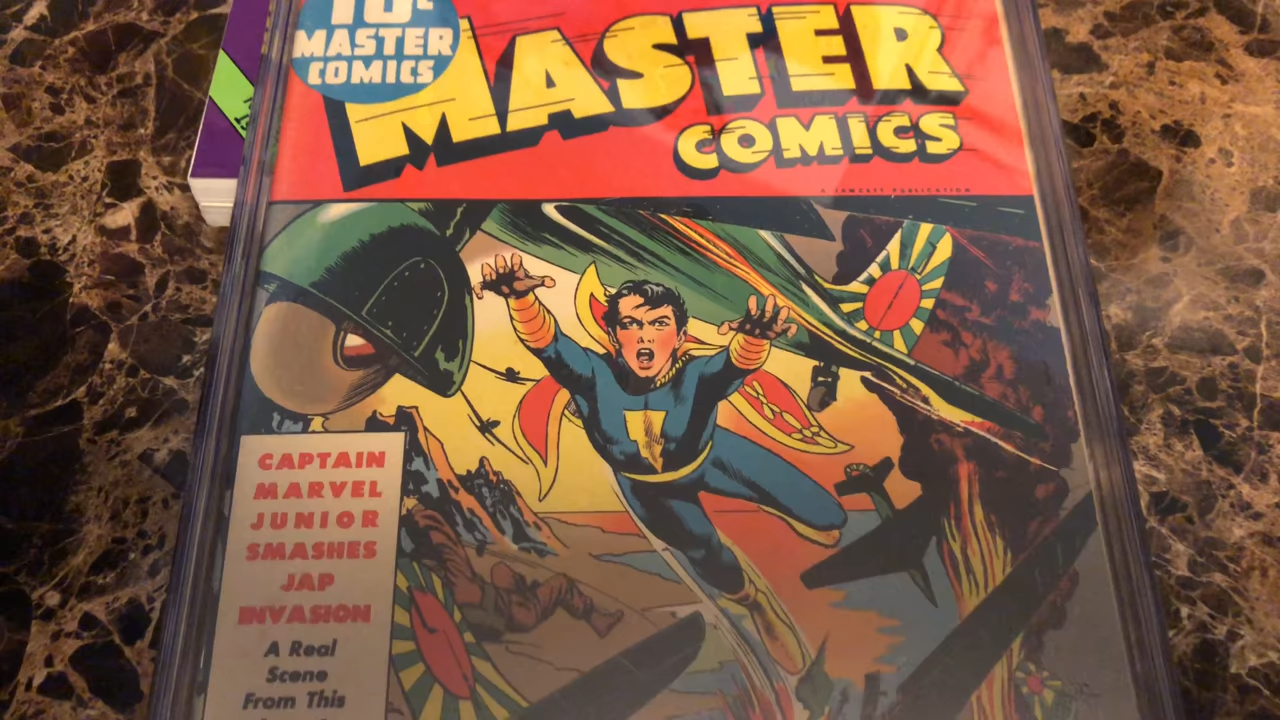 10¢
MASTER
COMICS
MASTER
COMICS
A FAWCETT PUBLICATION
CAPTAIN
MARVEL
JUNIOR
SMASHES
JAP
INVASION
A Real
Scene
From This